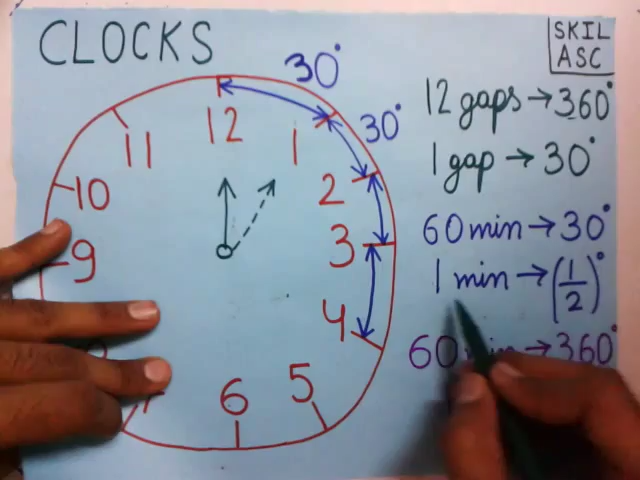 CLOCKS
SKIL
ASC
30°
30°
12 gaps → 360°
1 gap → 30°
60 min → 30°
1 min → (1/2)°
60 min → 360°
12
1
2
3
4
5
6
9
10
11